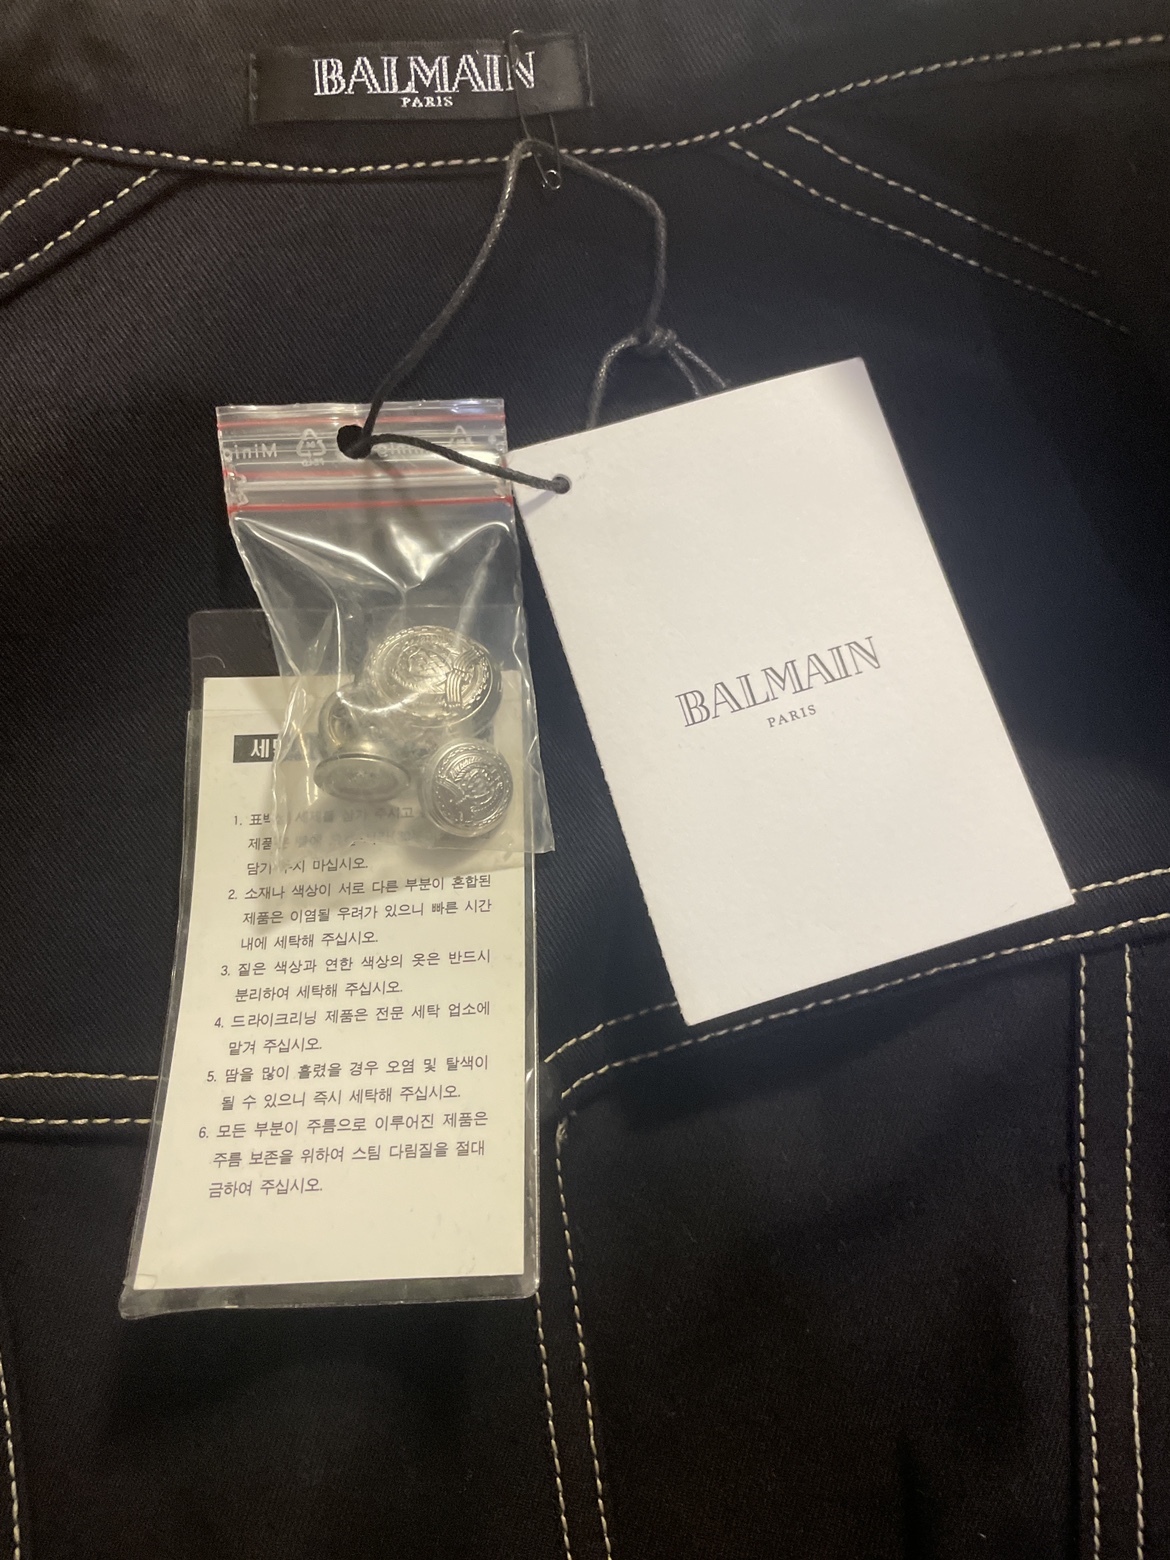 BALMAIN
PARIS
Minig
BALMAIN
PARIS
세
1. 표백
제품
담가 마십시오.
2. 소재나 색상이 서로 다른 부분이 혼합된
제품은 이염될 우려가 있으니 빠른 시간
내에 세탁해 주십시오.
3. 짙은 색상과 연한 색상의 옷은 반드시
분리하여 세탁해 주십시오.
4. 드라이크리닝 제품은 전문 세탁 업소에
맡겨 주십시오.
5. 땀을 많이 흘렸을 경우 오염 및 탈색이
될 수 있으니 즉시 세탁해 주십시오.
6. 모든 부분이 주름으로 이루어진 제품은
주름 보존을 위하여 스팀 다림질을 절대
금하여 주십시오.